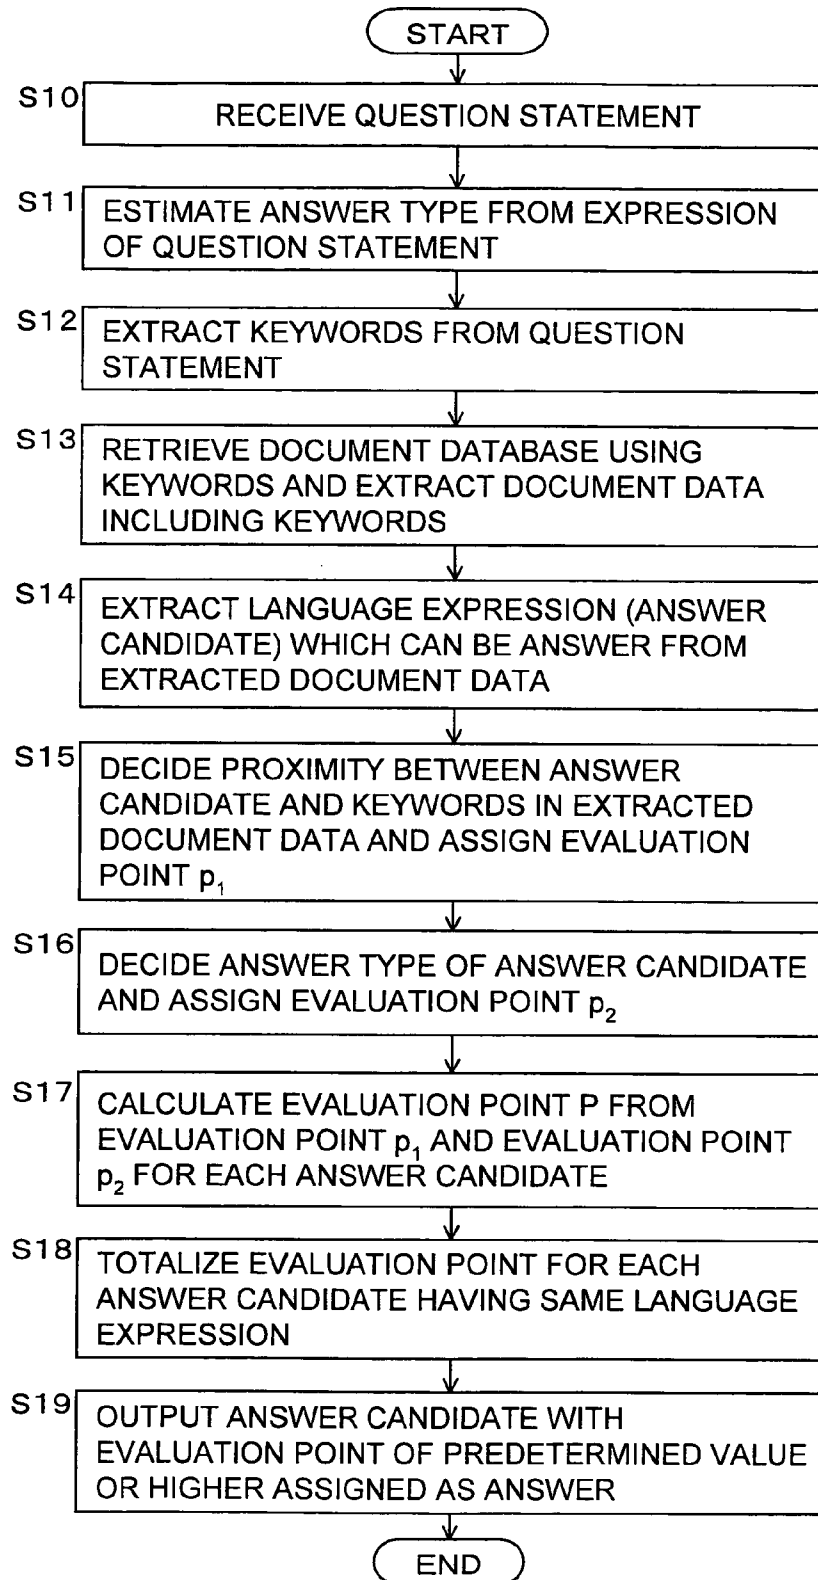 START
S10
RECEIVE QUESTION STATEMENT
S11
ESTIMATE ANSWER TYPE FROM EXPRESSION
OF QUESTION STATEMENT
S12
EXTRACT KEYWORDS FROM QUESTION
STATEMENT
S13
RETRIEVE DOCUMENT DATABASE USING
KEYWORDS AND EXTRACT DOCUMENT DATA
INCLUDING KEYWORDS
S14
EXTRACT LANGUAGE EXPRESSION (ANSWER
CANDIDATE) WHICH CAN BE ANSWER FROM
EXTRACTED DOCUMENT DATA
S15
DECIDE PROXIMITY BETWEEN ANSWER
CANDIDATE AND KEYWORDS IN EXTRACTED
DOCUMENT DATA AND ASSIGN EVALUATION
POINT p₁
S16
DECIDE ANSWER TYPE OF ANSWER CANDIDATE
AND ASSIGN EVALUATION POINT p₂
S17
CALCULATE EVALUATION POINT P FROM
EVALUATION POINT p₁ AND EVALUATION POINT
p₂ FOR EACH ANSWER CANDIDATE
S18
TOTALIZE EVALUATION POINT FOR EACH
ANSWER CANDIDATE HAVING SAME LANGUAGE
EXPRESSION
S19
OUTPUT ANSWER CANDIDATE WITH
EVALUATION POINT OF PREDETERMINED VALUE
OR HIGHER ASSIGNED AS ANSWER
END